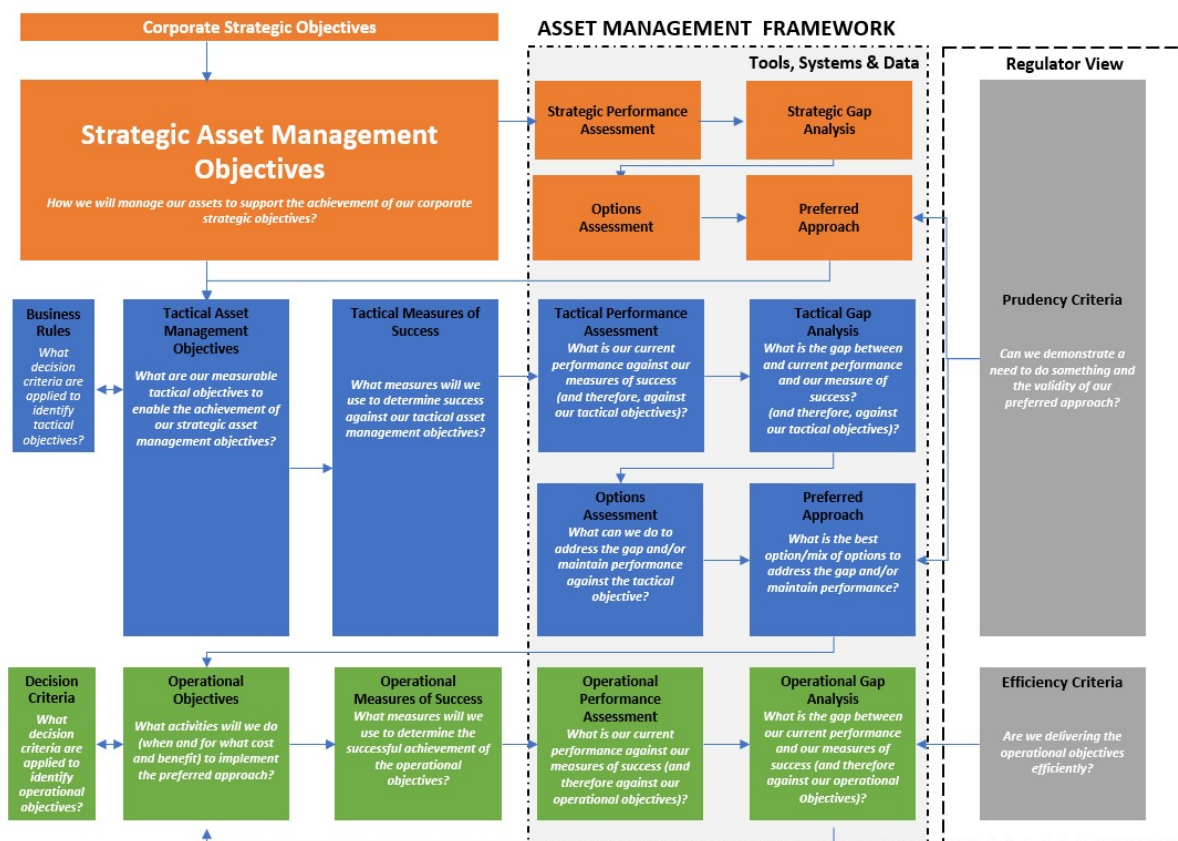 Corporate Strategic Objectives
ASSET MANAGEMENT FRAMEWORK
Tools, Systems & Data
Regulator View
Strategic Asset Management
Objectives
How we will manage our assets to support the achievement of our corporate
strategic objectives?
Strategic Performance
Assessment
Strategic Gap
Analysis
Options
Assessment
Preferred
Approach
Prudency Criteria
Can we demonstrate a
need to do something and
the validity of our
preferred approach?
Business
Rules
What
decision
criteria are
applied to
identify
tactical
objectives?
Tactical Asset
Management
Objectives
What are our measurable
tactical objectives to
enable the achievement of
our strategic asset
management objectives?
Tactical Measures of
Success
What measures will we
use to determine success
against our tactical asset
management objectives?
Tactical Performance
Assessment
What is our current
performance against our
measures of success
(and therefore, against
our tactical objectives)?
Tactical Gap
Analysis
What is the gap between
and current performance
and our measure of
success?
(and therefore, against
our tactical objectives)?
Options
Assessment
What can we do to
address the gap and/or
maintain performance
against the tactical
objective?
Preferred
Approach
What is the best
option/mix of options to
address the gap and/or
maintain performance?
Decision
Criteria
What
decision
criteria are
applied to
identify
operational
objectives?
Operational
Objectives
What activities will we do
(when and for what cost
and benefit) to implement
the preferred approach?
Operational
Measures of Success
What measures will we
use to determine the
successful achievement of
the operational
objectives?
Operational
Performance
Assessment
What is our current
performance against our
measures of success (and
therefore against our
operational objectives)?
Operational Gap
Analysis
What is the gap between
our current performance
and our measures of
success (and therefore
against our operational
Objectives)?
Efficiency Criteria
Are we delivering the
operational objectives
efficiently?